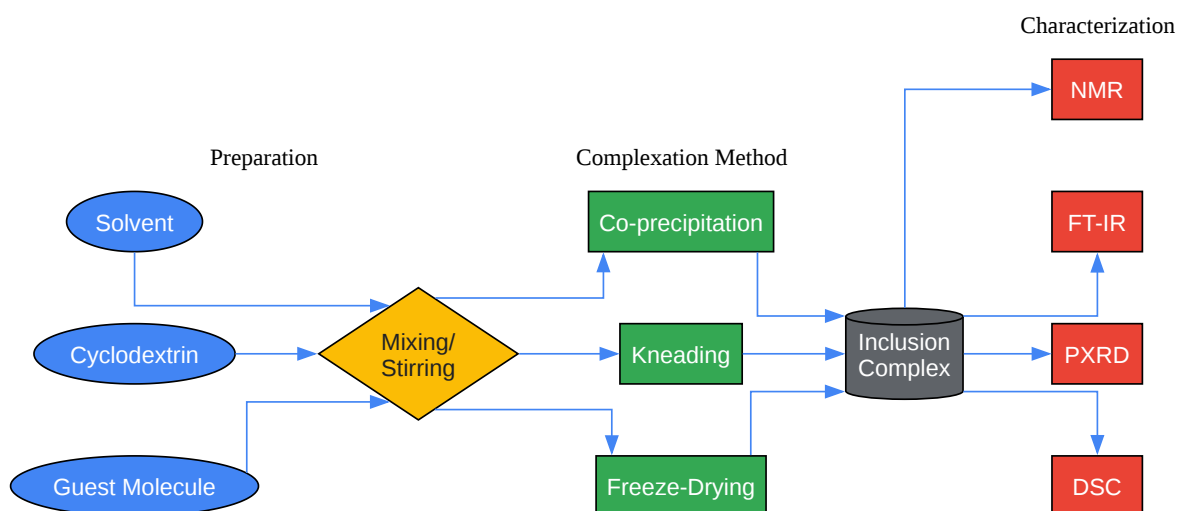 Characterization
NMR
Preparation
Complexation Method
Solvent
Co-precipitation
FT-IR
Cyclodextrin
Mixing/
Stirring
Kneading
Inclusion
Complex
PXRD
Guest Molecule
Freeze-Drying
DSC